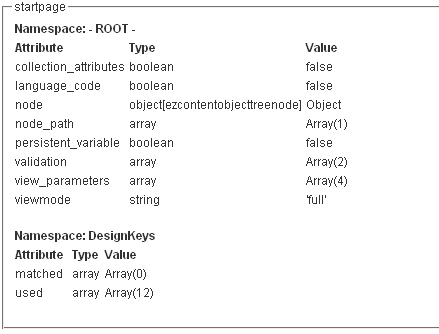 startpage
Namespace: - ROOT -
Attribute Type Value
collection_attributes boolean false
language_code boolean false
node object[ezcontentobjecttreenode] Object
node_path array Array(1)
persistent_variable boolean false
validation array Array(2)
view_parameters array Array(4)
viewmode string 'full'
Namespace: DesignKeys
Attribute Type Value
matched array Array(0)
used array Array(12)